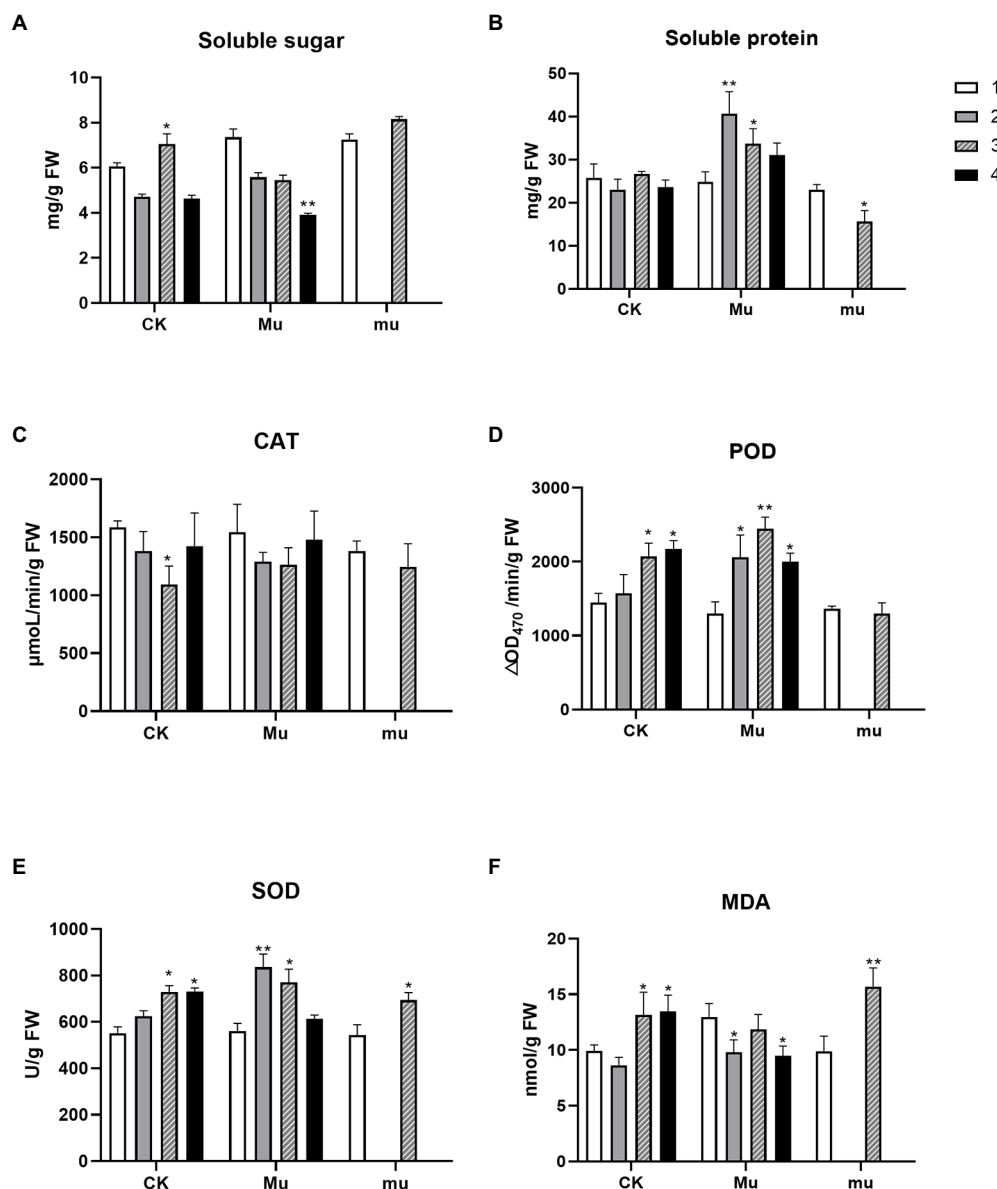 A
Soluble sugar
mg/g FW
10
8
6
4
2
0
*
**
CK
Mu
mu
B
Soluble protein
mg/g FW
50
40
30
20
10
0
**
*
*
CK
Mu
mu
1
2
3
4
C
CAT
µmoL/min/g FW
2000
1500
1000
500
0
*
CK
Mu
mu
D
POD
△OD470 /min/g FW
3000
2000
1000
0
*
*
*
**
*
CK
Mu
mu
E
SOD
U/g FW
1000
800
600
400
200
0
*
*
**
*
*
CK
Mu
mu
F
MDA
nmol/g FW
20
15
10
5
0
*
*
*
*
**
CK
Mu
mu